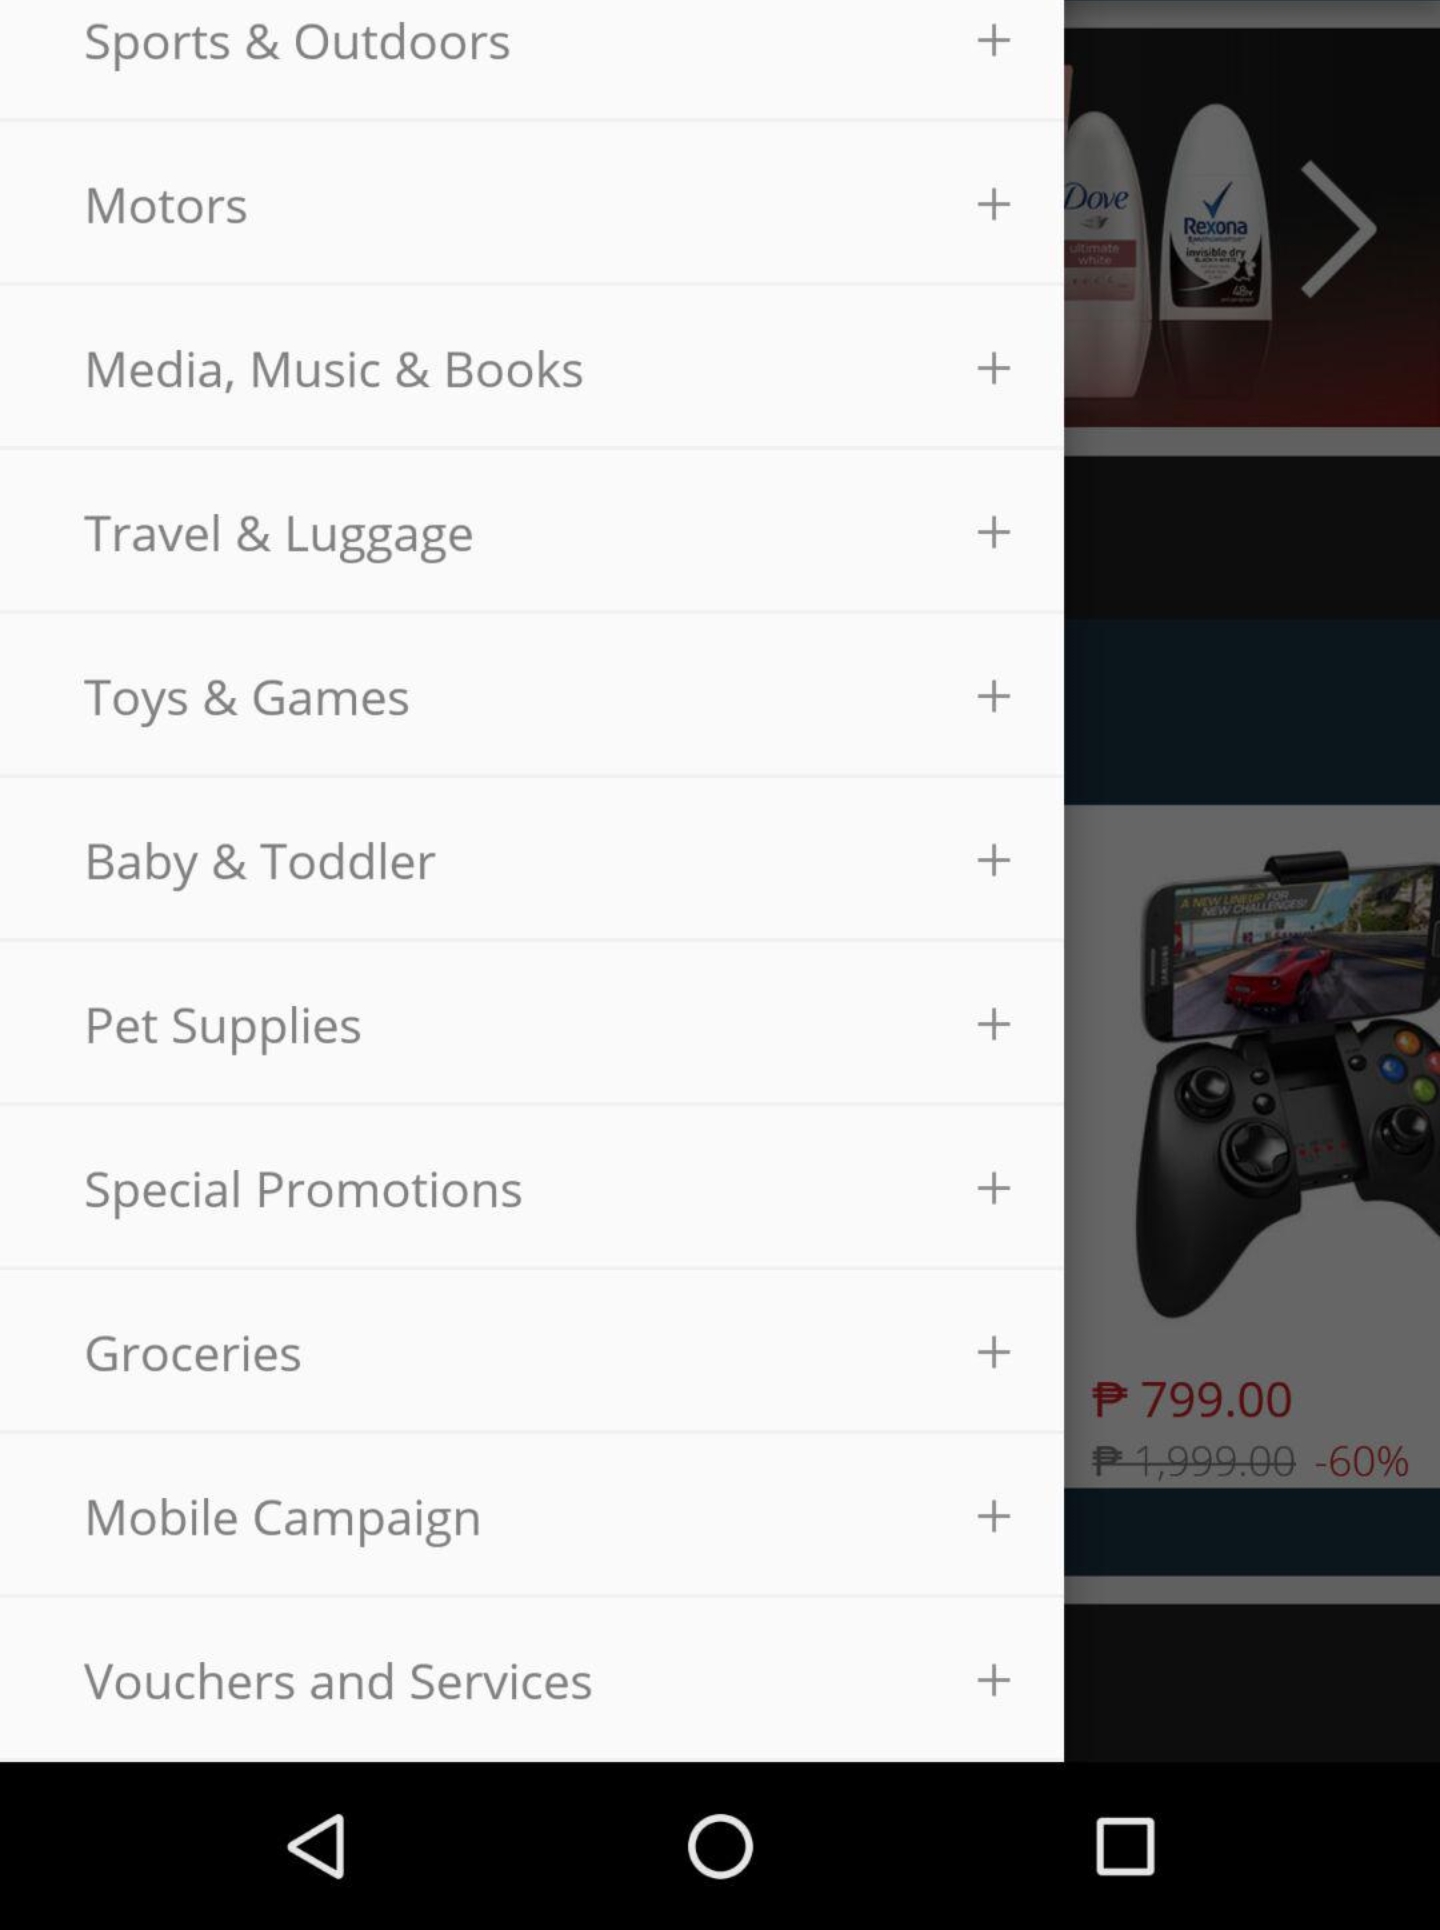 Sports & Outdoors
Motors
Media, Music & Books
Travel & Luggage
Toys & Games
Baby & Toddler
Pet Supplies
Special Promotions
Groceries
Mobile Campaign
Vouchers and Services
Dove
ultimate
white
Rexona
invisible dry
48hr
A NEW LINEUP FOR
NEW CHALLENGES!
SAMSUNG
₱ 799.00
₱ 1,999.00 -60%